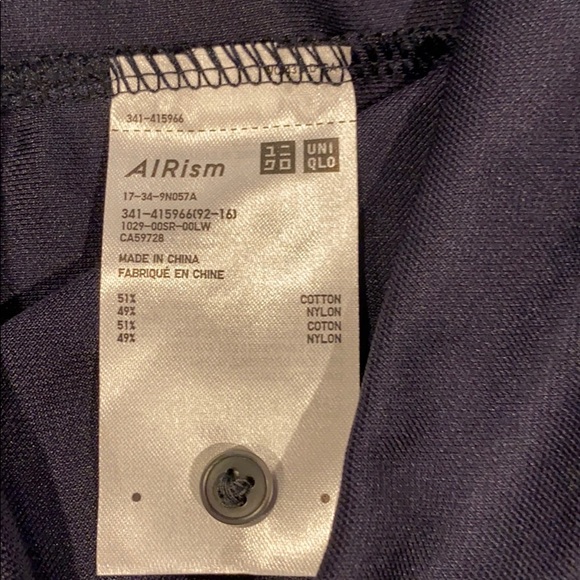 341-415966
AIRism
ユニ
クロ
UNI
QLO
17-34-9N057A
341-415966(92-16)
1029-00SR-00LW
CA59728
MADE IN CHINA
FABRIQUÉ EN CHINE
51% COTTON
49% NYLON
51% COTON
49% NYLON